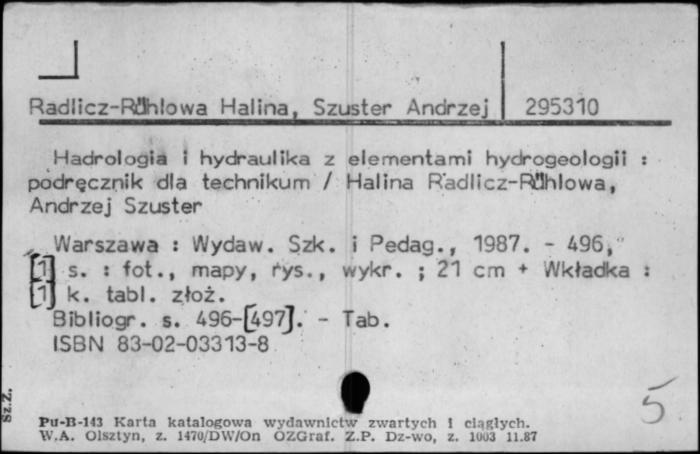 Radlicz-Rühlowa Halina, Szuster Andrzej 295310
Hadrologia i hydraulika z elementami hydrogeologii :
podręcznik dla technikum / Halina Radlicz-Rühlowa,
Andrzej Szuster
Warszawa : Wydaw. Szk. i Pedag., 1987. - 496,
[1] s. : fot., mapy, rys., wykr. ; 21 cm + Wkładka :
[1] k. tabl. złoż.
Bibliogr. s. 496-[497]. - Tab.
ISBN 83-02-03313-8
5
Sz.Z.
Pu-B-143 Karta katalogowa wydawnictw zwartych i ciągłych.
W.A. Olsztyn, z. 1470/DW/On OZGraf. Z.P. Dz-wo, z. 1003 11.87